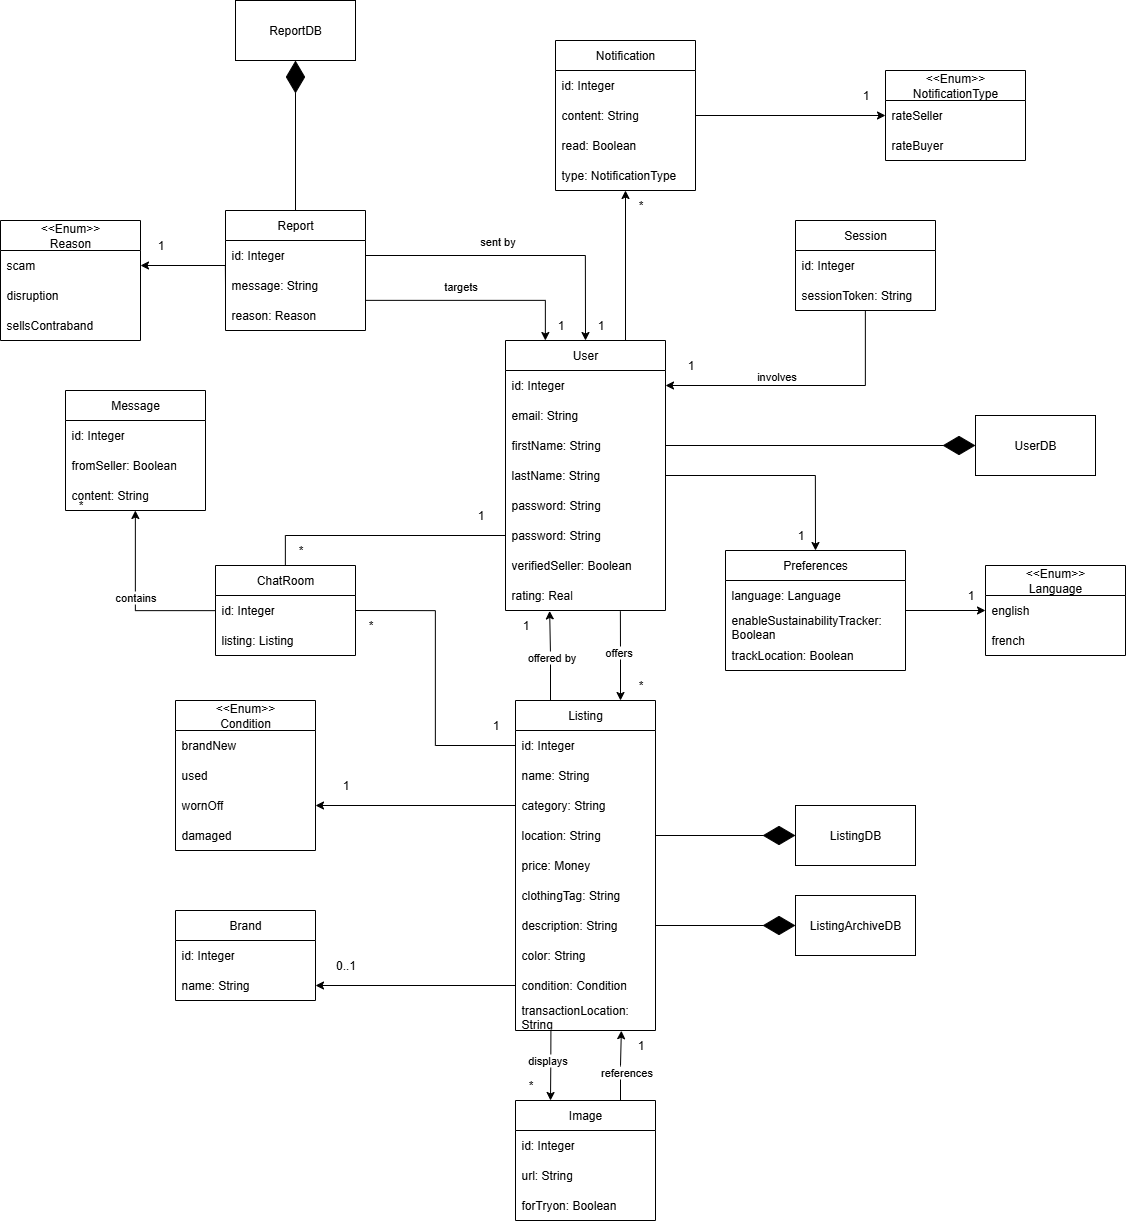 ReportDB
Notification
id: Integer
content: String
read: Boolean
type: NotificationType
1
<<Enum>>
NotificationType
rateSeller
rateBuyer
*
<<Enum>>
Reason
scam
disruption
sellsContraband
1
Report
id: Integer
message: String
reason: Reason
sent by
targets
1
1
Session
id: Integer
sessionToken: String
1
involves
User
id: Integer
email: String
firstName: String
lastName: String
password: String
password: String
verifiedSeller: Boolean
rating: Real
UserDB
Message
id: Integer
fromSeller: Boolean
content: String
*
1
*
contains
ChatRoom
id: Integer
listing: Listing
*
1
Preferences
language: Language
enableSustainabilityTracker:
Boolean
trackLocation: Boolean
1
<<Enum>>
Language
english
french
1
offered by
offers
*
<<Enum>>
Condition
brandNew
used
wornOff
damaged
1
1
Listing
id: Integer
name: String
category: String
location: String
price: Money
clothingTag: String
description: String
color: String
condition: Condition
transactionLocation:
String
ListingDB
ListingArchiveDB
Brand
id: Integer
name: String
0..1
displays
*
1
references
Image
id: Integer
url: String
forTryon: Boolean